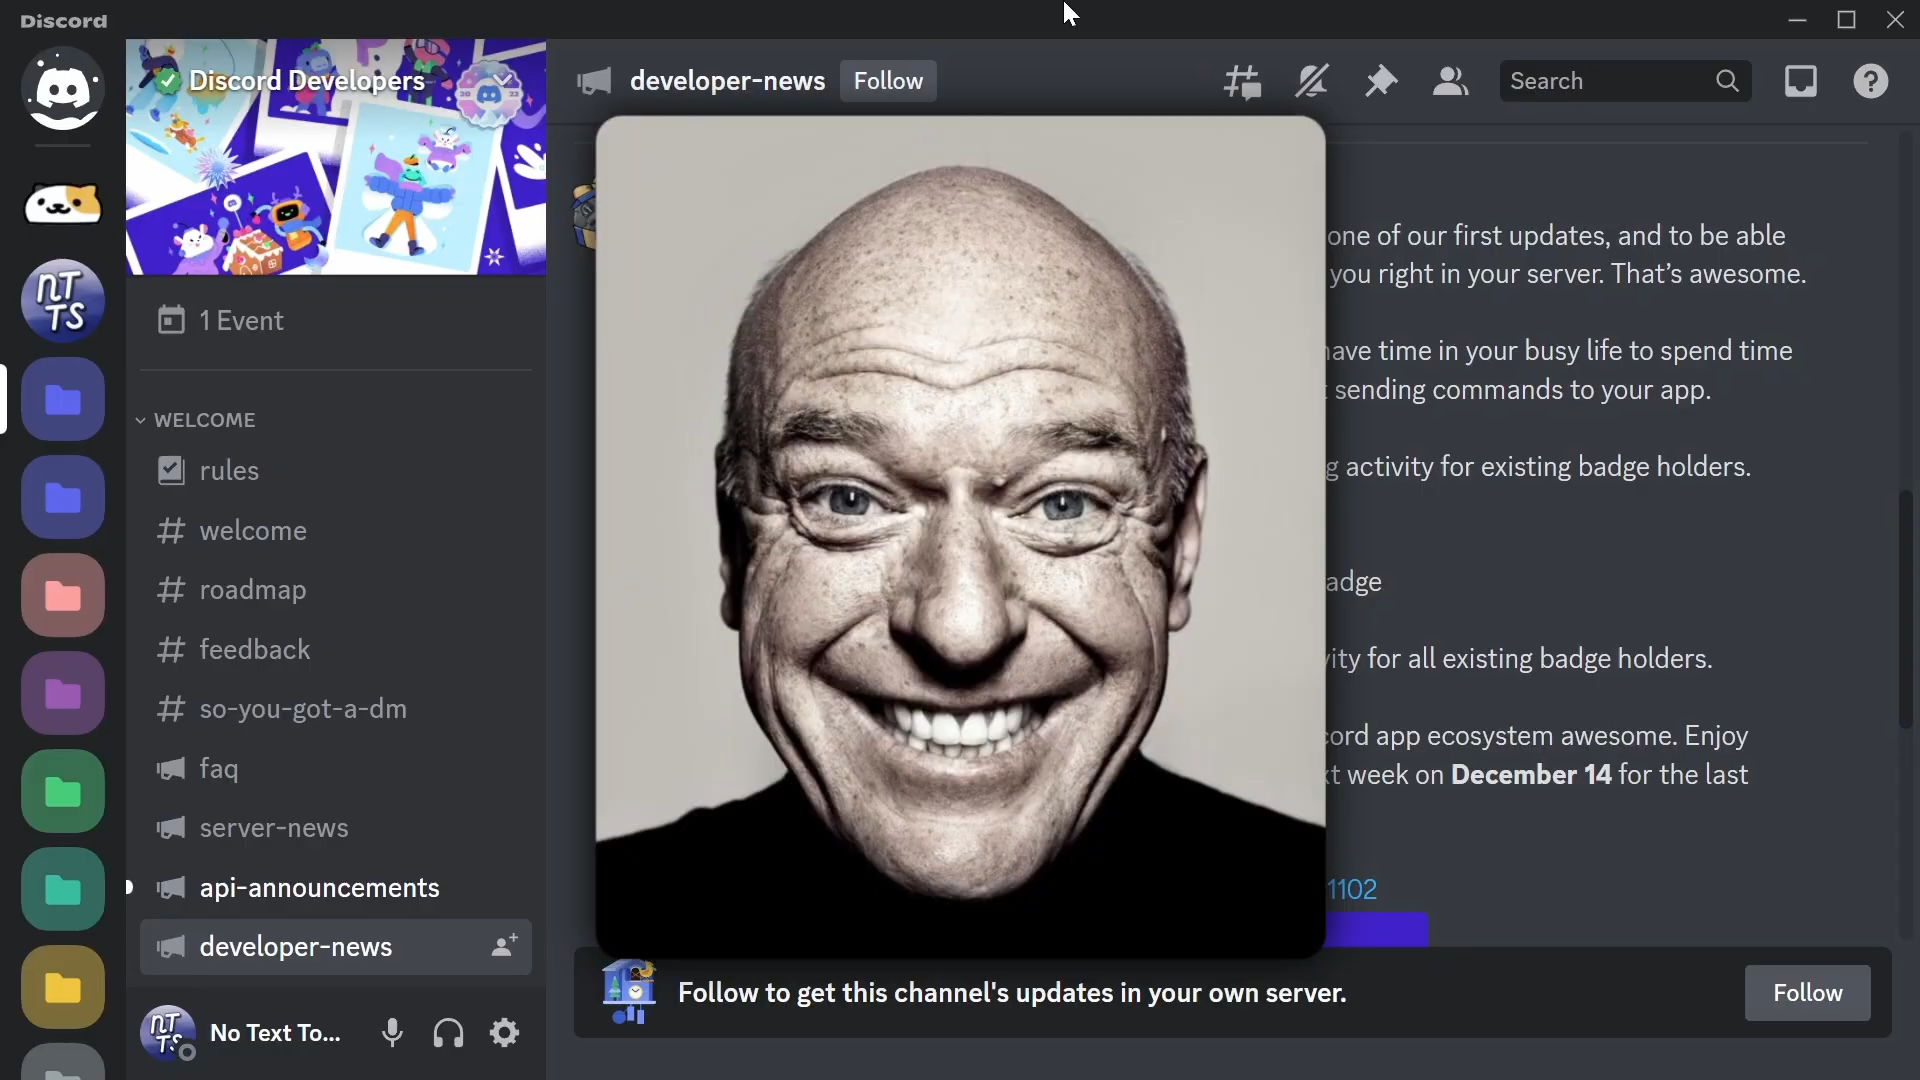 Discord
Discord Developers
developer-news
Follow
Search
1 Event
WELCOME
rules
welcome
roadmap
feedback
so-you-got-a-dm
faq
server-news
api-announcements
developer-news
nTTS
No Text To...
one of our first updates, and to be able
you right in your server. That’s awesome.
have time in your busy life to spend time
sending commands to your app.
activity for existing badge holders.
for all existing badge holders.
app ecosystem awesome. Enjoy
week on December 14 for the last
1102
Follow to get this channel's updates in your own server.
Follow